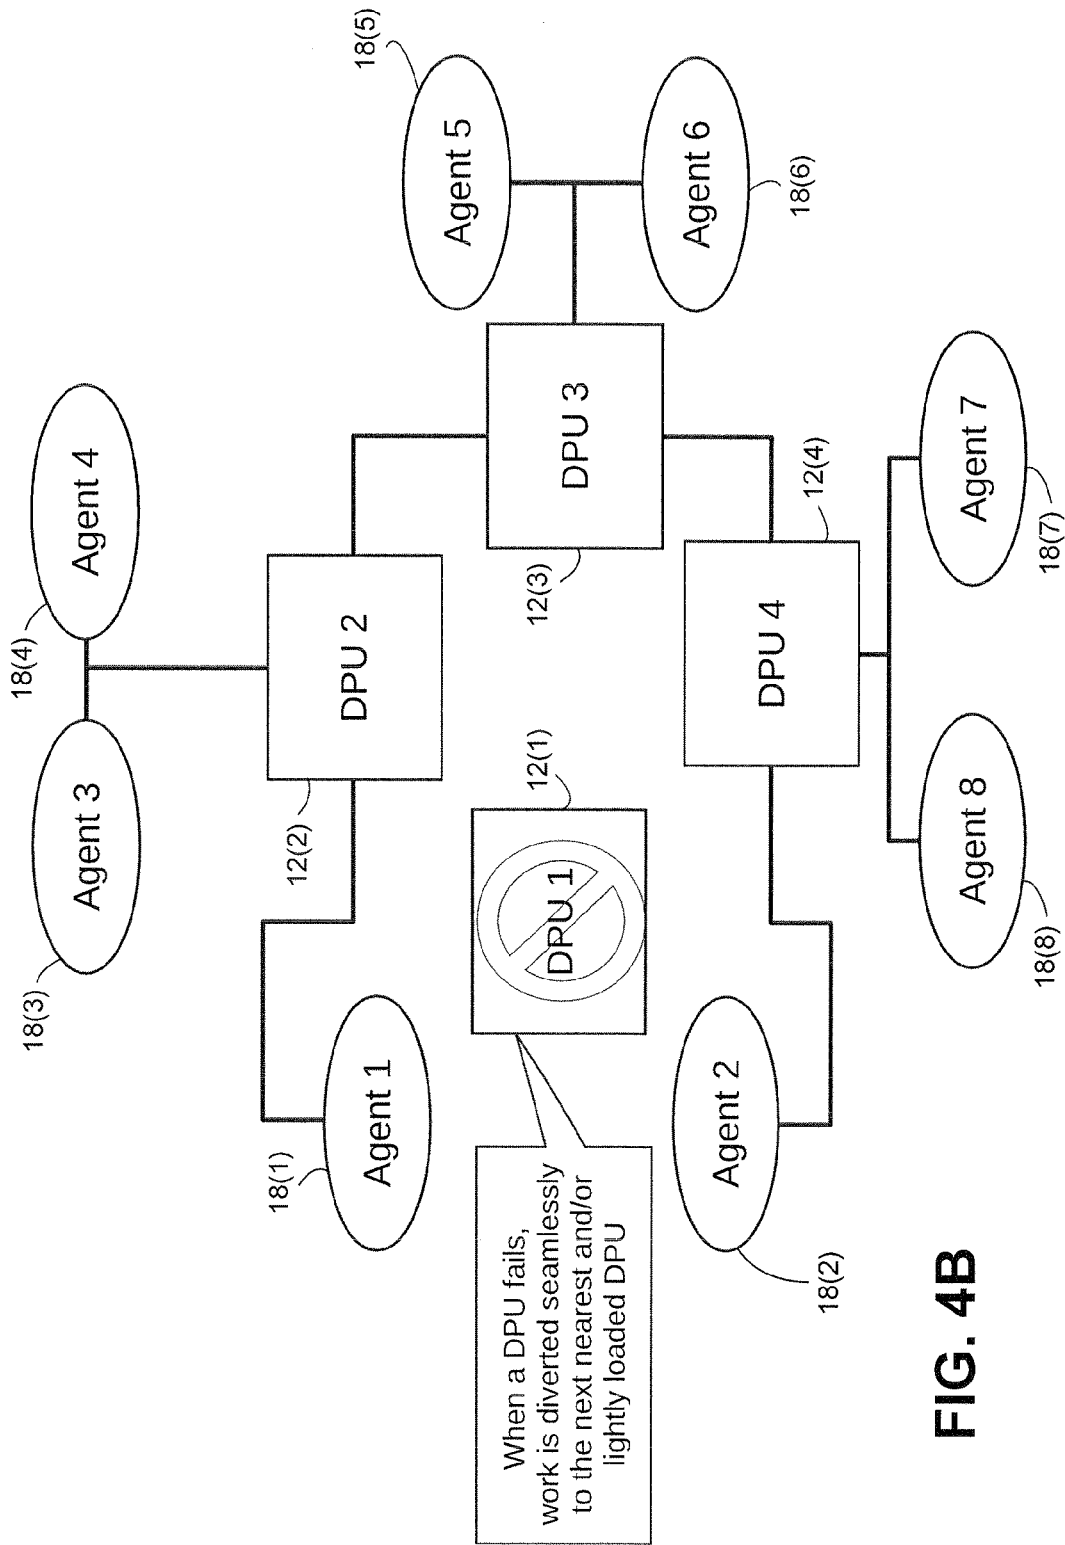 When a DPU fails,
work is diverted seamlessly
to the next nearest and/or
lightly loaded DPU
18(1)
Agent 1
18(2)
Agent 2
DPU 1
12(1)
18(3)
Agent 3
18(4)
Agent 4
12(2)
DPU 2
12(3)
DPU 3
12(4)
DPU 4
18(5)
Agent 5
Agent 6
18(6)
Agent 7
18(7)
Agent 8
18(8)
FIG. 4B